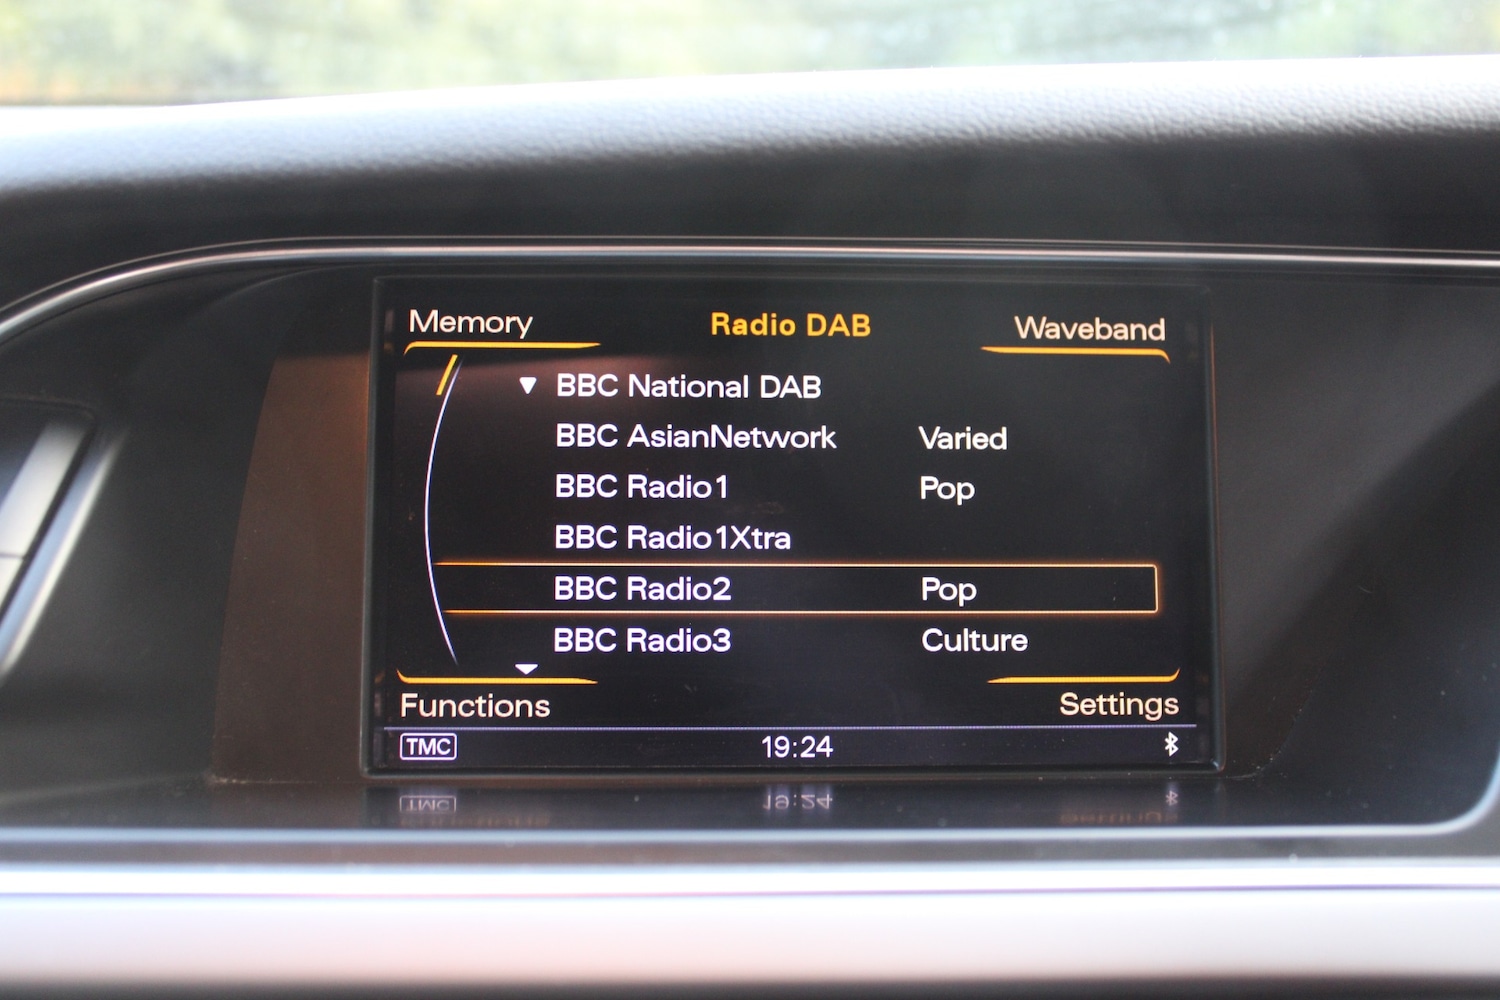 Memory Radio DAB Waveband
BBC National DAB
BBC AsianNetwork Varied
BBC Radio1 Pop
BBC Radio1Xtra
BBC Radio2 Pop
BBC Radio3 Culture
Functions Settings
TMC 19:24